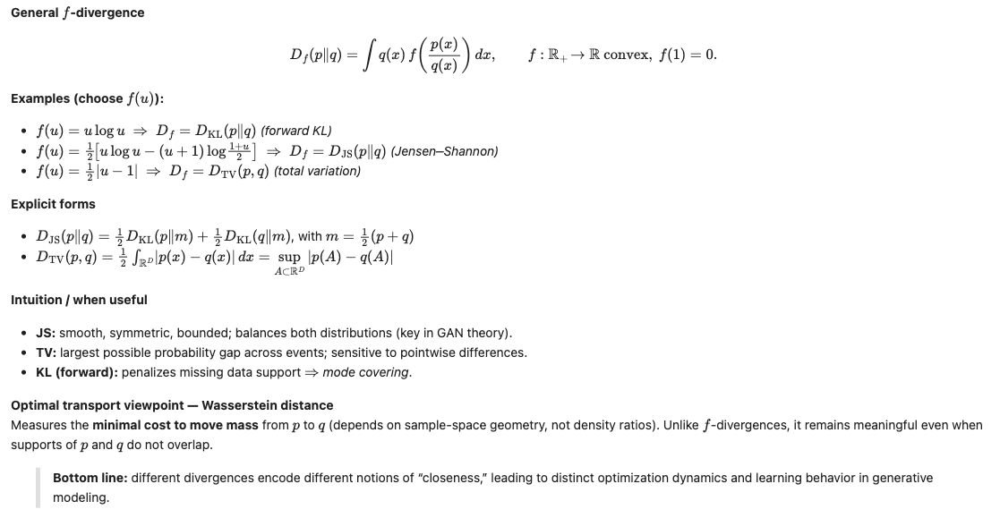 General f-divergence
D_f(p‖q) = ∫ q(x) f(p(x)/q(x)) dx, f : ℝ₊ → ℝ convex, f(1) = 0.
Examples (choose f(u)):
• f(u) = u log u ⇒ D_f = D_KL(p‖q) (forward KL)
• f(u) = ½[u log u − (u + 1) log (1+u)/2] ⇒ D_f = D_JS(p‖q) (Jensen–Shannon)
• f(u) = ½|u − 1| ⇒ D_f = D_TV(p, q) (total variation)
Explicit forms
• D_JS(p‖q) = ½D_KL(p‖m) + ½D_KL(q‖m), with m = ½(p + q)
• D_TV(p, q) = ½ ∫_{ℝ^D} |p(x) − q(x)| dx = sup_{A⊂ℝ^D} |p(A) − q(A)|
Intuition / when useful
• JS: smooth, symmetric, bounded; balances both distributions (key in GAN theory).
• TV: largest possible probability gap across events; sensitive to pointwise differences.
• KL (forward): penalizes missing data support ⇒ mode covering.
Optimal transport viewpoint — Wasserstein distance
Measures the minimal cost to move mass from p to q (depends on sample-space geometry, not density ratios). Unlike f-divergences, it remains meaningful even when
supports of p and q do not overlap.
Bottom line: different divergences encode different notions of “closeness,” leading to distinct optimization dynamics and learning behavior in generative
modeling.